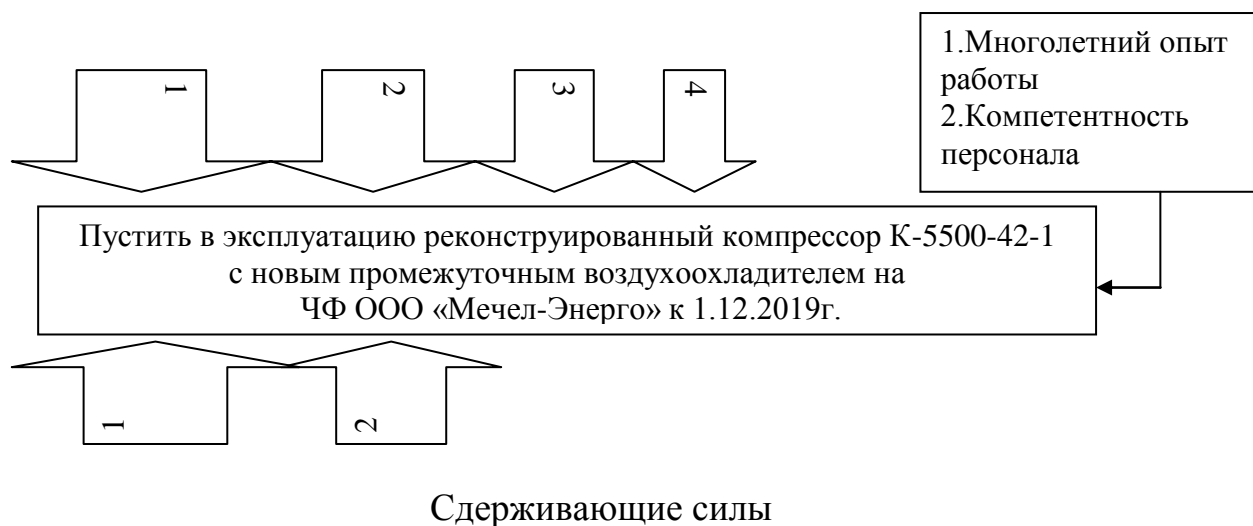 1.Многолетний опыт
работы
2.Компетентность
персонала
1
2
3
4
Пустить в эксплуатацию реконструированный компрессор К-5500-42-1
с новым промежуточным воздухоохладителем на
ЧФ ООО «Мечел-Энерго» к 1.12.2019г.
1
2
Сдерживающие силы